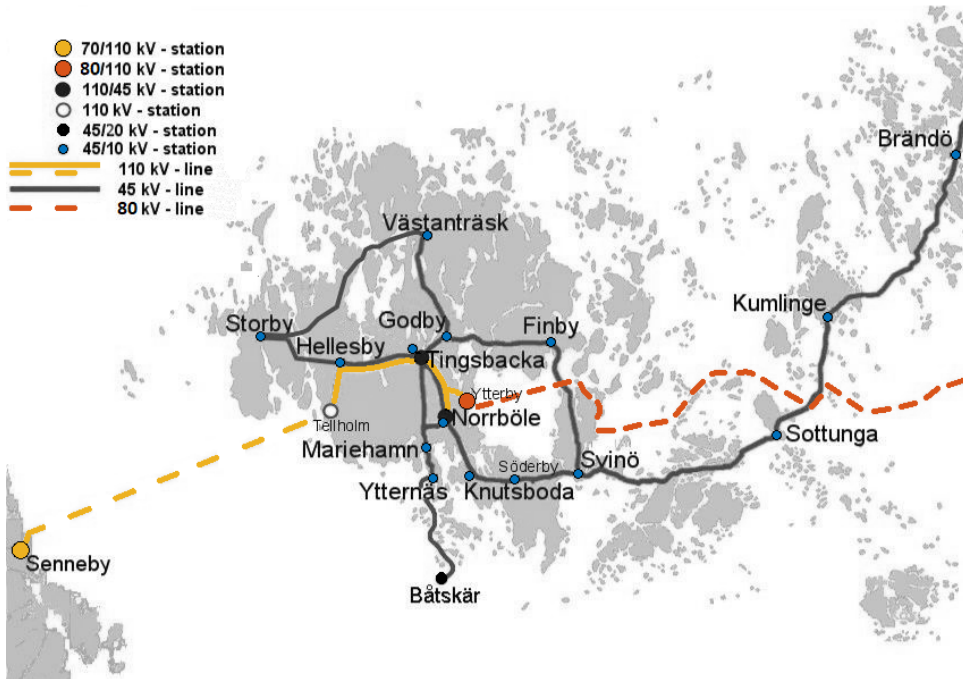 70/110 kV - station
80/110 kV - station
110/45 kV - station
110 kV - station
45/20 kV - station
45/10 kV - station
110 kV - line
45 kV - line
80 kV - line
Brändö
Västanträsk
Kumlinge
Storby
Godby
Finby
Hellesby
Tingsbacka
Ytterby
Tellholm
Norrböle
Mariehamn
Sottunga
Söderby
Svinö
Ytternäs
Knutsboda
Senneby
Båtskär